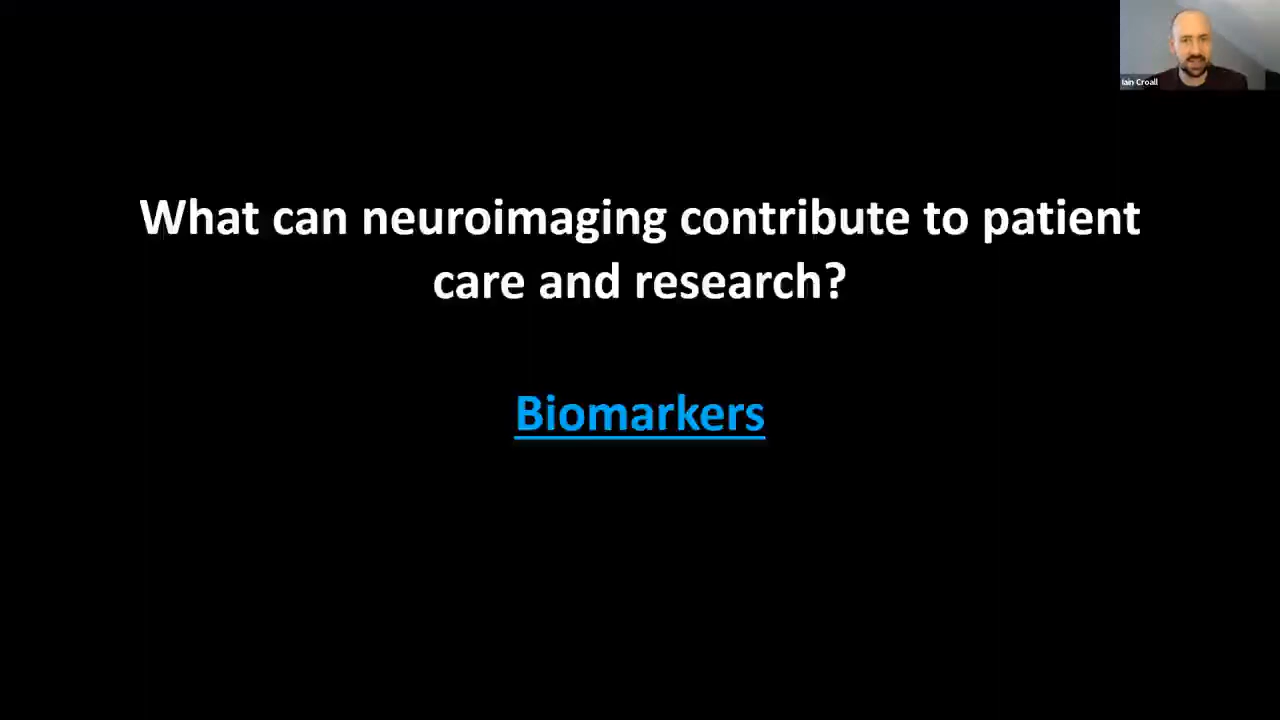 Iain Croall
What can neuroimaging contribute to patient
care and research?
Biomarkers